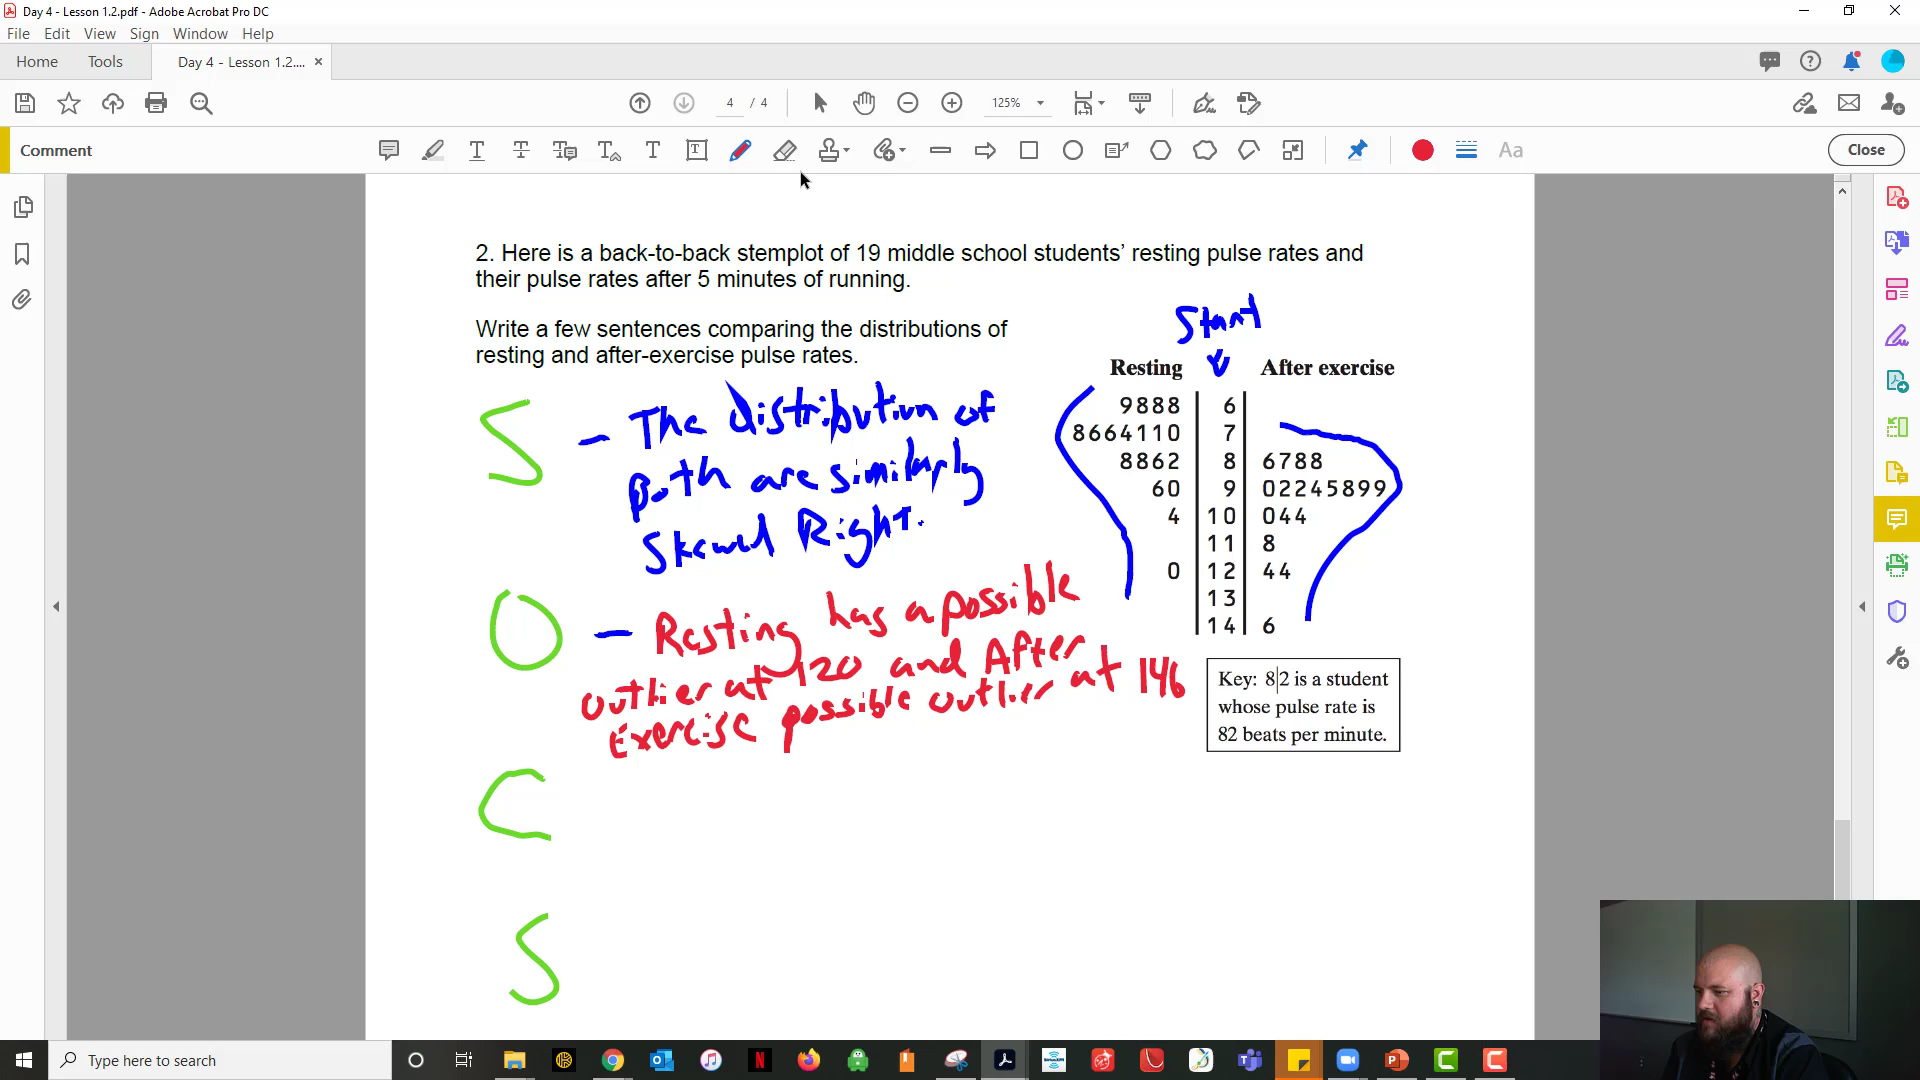 Day 4 - Lesson 1.2.pdf - Adobe Acrobat Pro DC
File Edit View Sign Window Help
Home Tools Day 4 - Lesson 1.2.... ×
4 / 4 125%
Comment Aa Close
2. Here is a back-to-back stemplot of 19 middle school students' resting pulse rates and
their pulse rates after 5 minutes of running.
Write a few sentences comparing the distributions of
resting and after-exercise pulse rates.
Resting After exercise
9888 6
8664110 7
8862 8 6788
60 9 02245899
4 10 044
11 8
0 12 44
13
14 6
Key: 8|2 is a student
whose pulse rate is
82 beats per minute.
S
- The distribution of
both are similarly
Skewed Right.
O
- Resting has a possible
outlier at 120 and After
Exercise possible outlier at 146
C
S
Type here to search